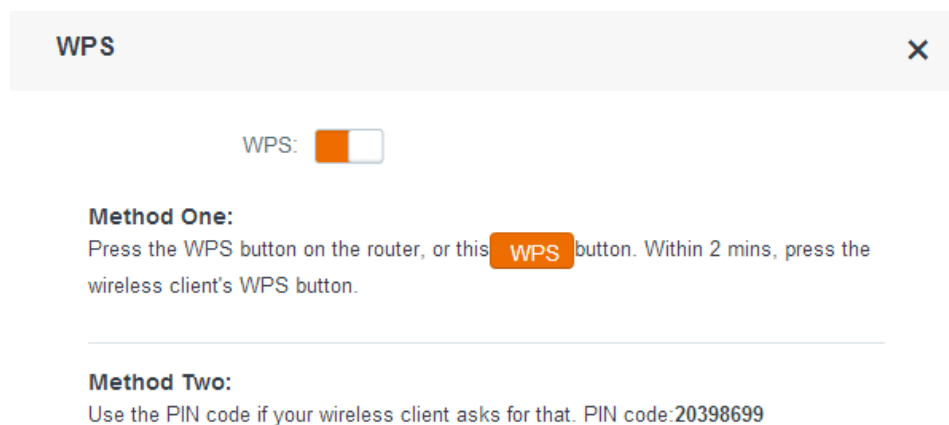 WPS
WPS:
Method One:
Press the WPS button on the router, or this WPS button. Within 2 mins, press the
wireless client's WPS button.
Method Two:
Use the PIN code if your wireless client asks for that. PIN code:20398699